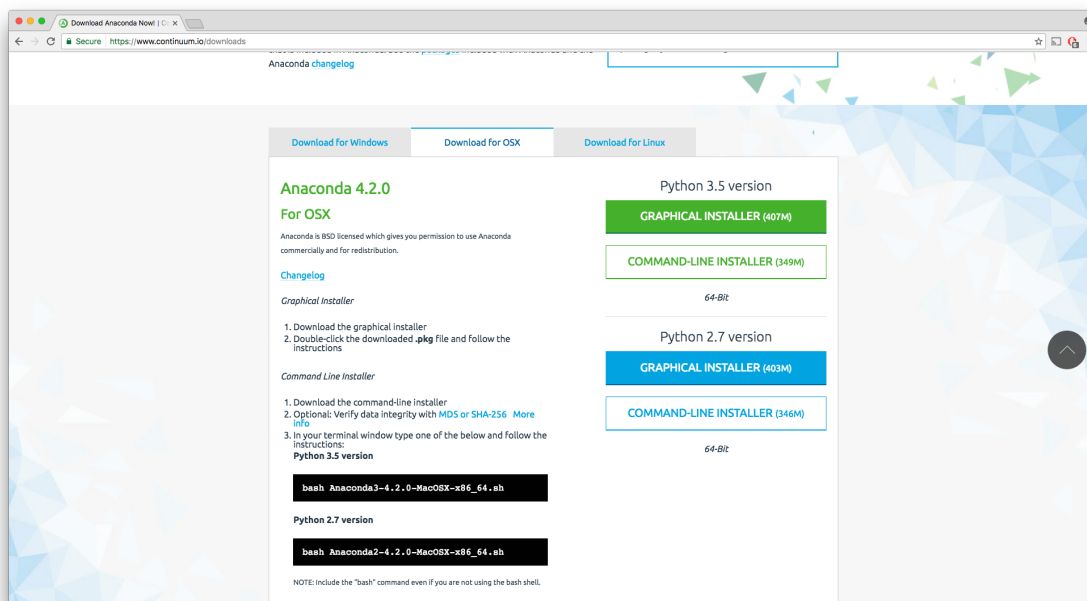 Download Anaconda Now! | Co
Secure https://www.continuum.io/downloads
Anaconda changelog
Download for Windows
Download for OSX
Download for Linux
Anaconda 4.2.0
For OSX
Anaconda is BSD licensed which gives you permission to use Anaconda
commercially and for redistribution.
Changelog
Graphical Installer
1. Download the graphical installer
2. Double-click the downloaded .pkg file and follow the
instructions
Command Line Installer
1. Download the command-line installer
2. Optional: Verify data integrity with MD5 or SHA-256 More
info
3. In your terminal window type one of the below and follow the
instructions:
Python 3.5 version
bash Anaconda3-4.2.0-MacOSX-x86_64.sh
Python 2.7 version
bash Anaconda2-4.2.0-MacOSX-x86_64.sh
NOTE: Include the "bash" command even if you are not using the bash shell.
Python 3.5 version
GRAPHICAL INSTALLER (407M)
COMMAND-LINE INSTALLER (349M)
64-Bit
Python 2.7 version
GRAPHICAL INSTALLER (403M)
COMMAND-LINE INSTALLER (346M)
64-Bit